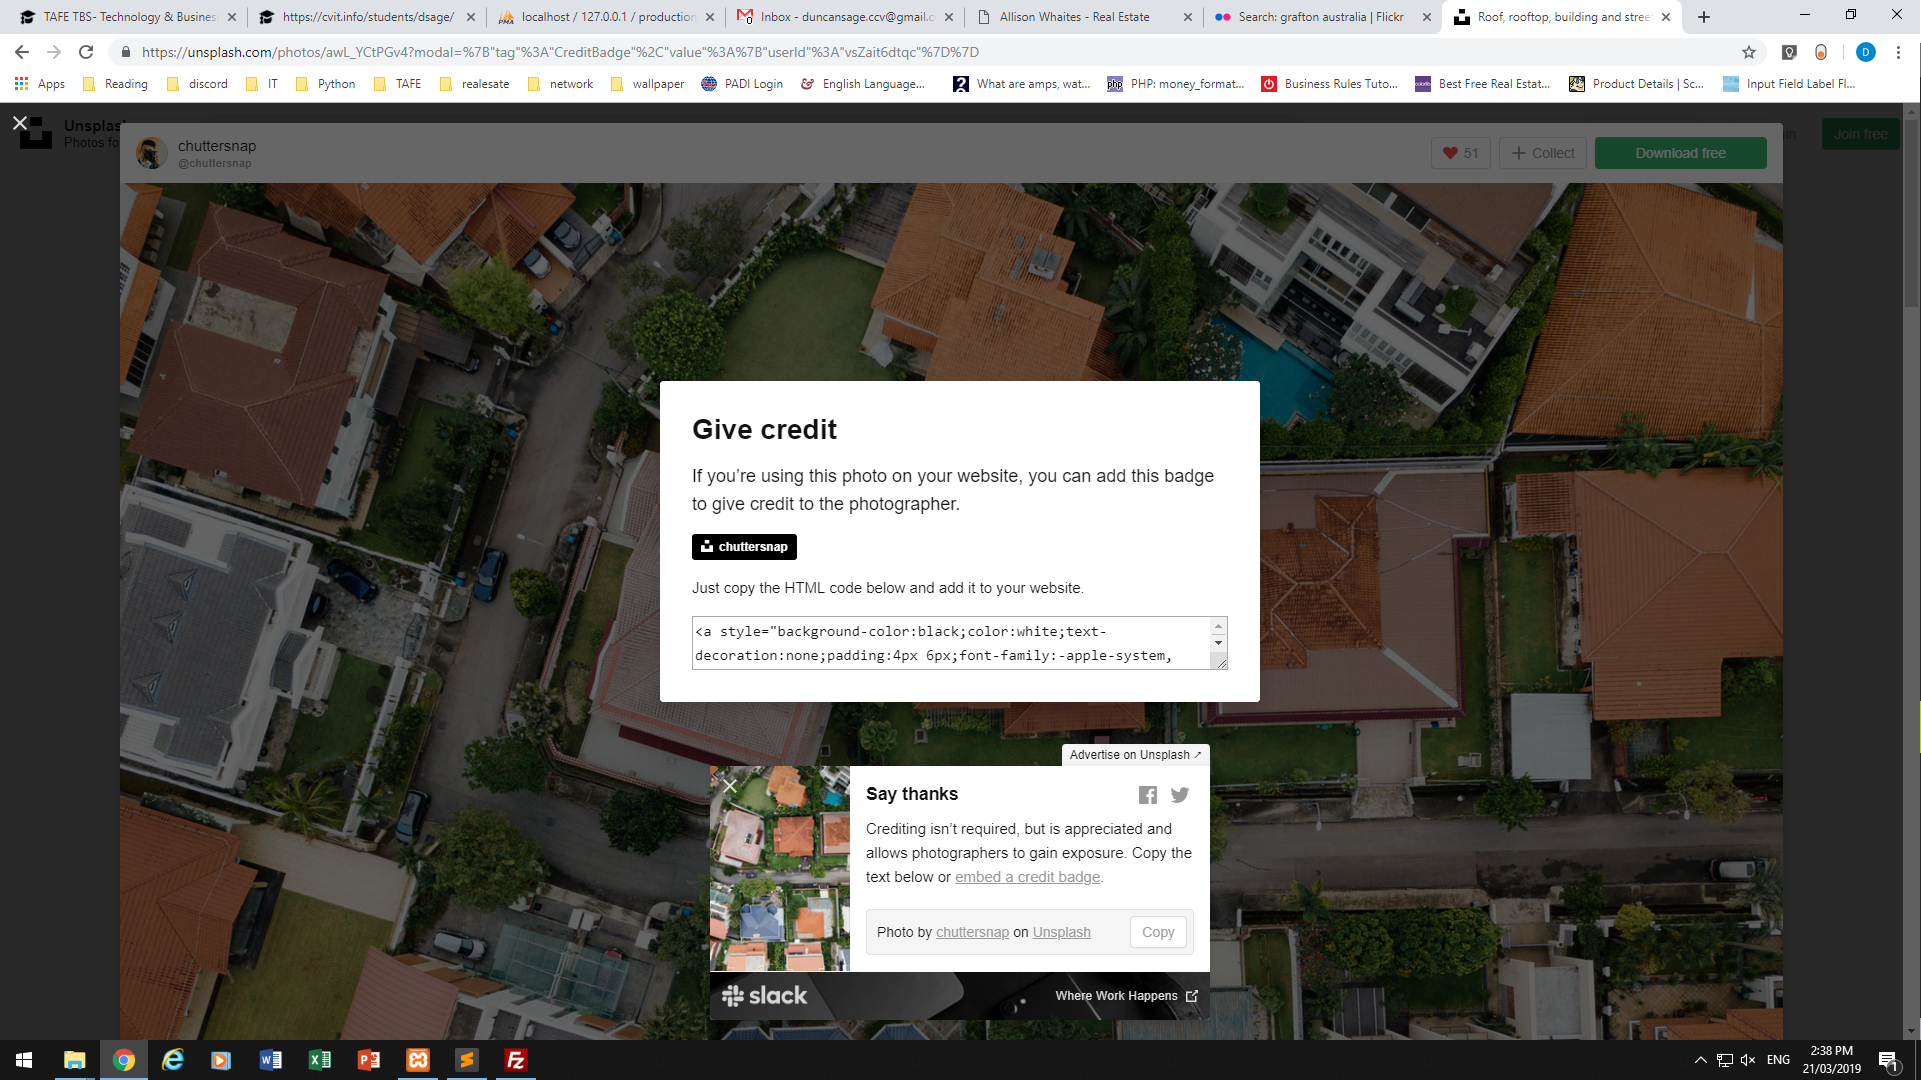 TAFE TBS- Technology & Busines
https://cvit.info/students/dsage/
localhost / 127.0.0.1 / production
Inbox - duncansage.ccv@gmail.c
Allison Whaites - Real Estate
Search: grafton australia | Flickr
Roof, rooftop, building and stree
https://unsplash.com/photos/awL_YCtPGv4?modal=%7B"tag"%3A"CreditBadge"%2C"value"%3A%7B"userId"%3A"vsZait6dtqc"%7D%7D
D
Apps
Reading
discord
IT
Python
TAFE
realesate
network
wallpaper
PADI Login
English Language...
What are amps, wat...
PHP: money_format...
Business Rules Tuto...
Best Free Real Estat...
Product Details | Sc...
Input Field Label Fl...
Unsplash
Photos fo
chuttersnap
@chuttersnap
51
Collect
Download free
in
Join free
Give credit
If you’re using this photo on your website, you can add this badge
to give credit to the photographer.
chuttersnap
Just copy the HTML code below and add it to your website.
<a style="background-color:black;color:white;text-
decoration:none;padding:4px 6px;font-family:-apple-system,
Advertise on Unsplash ↗
Say thanks
Crediting isn’t required, but is appreciated and
allows photographers to gain exposure. Copy the
text below or embed a credit badge.
Photo by chuttersnap on Unsplash
Copy
slack
Where Work Happens
ENG
2:38 PM
21/03/2019
1